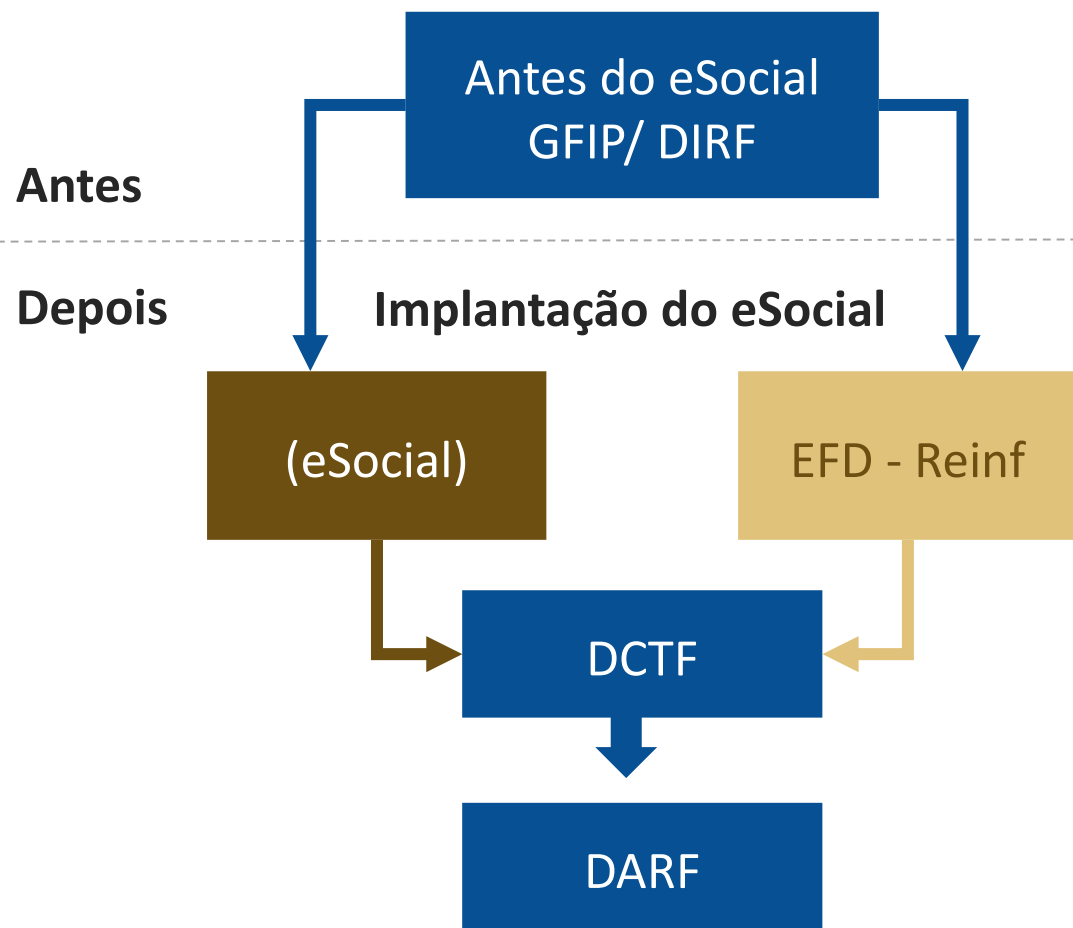 Antes do eSocial
GFIP/ DIRF
Antes
Depois
Implantação do eSocial
(eSocial)
EFD - Reinf
DCTF
DARF